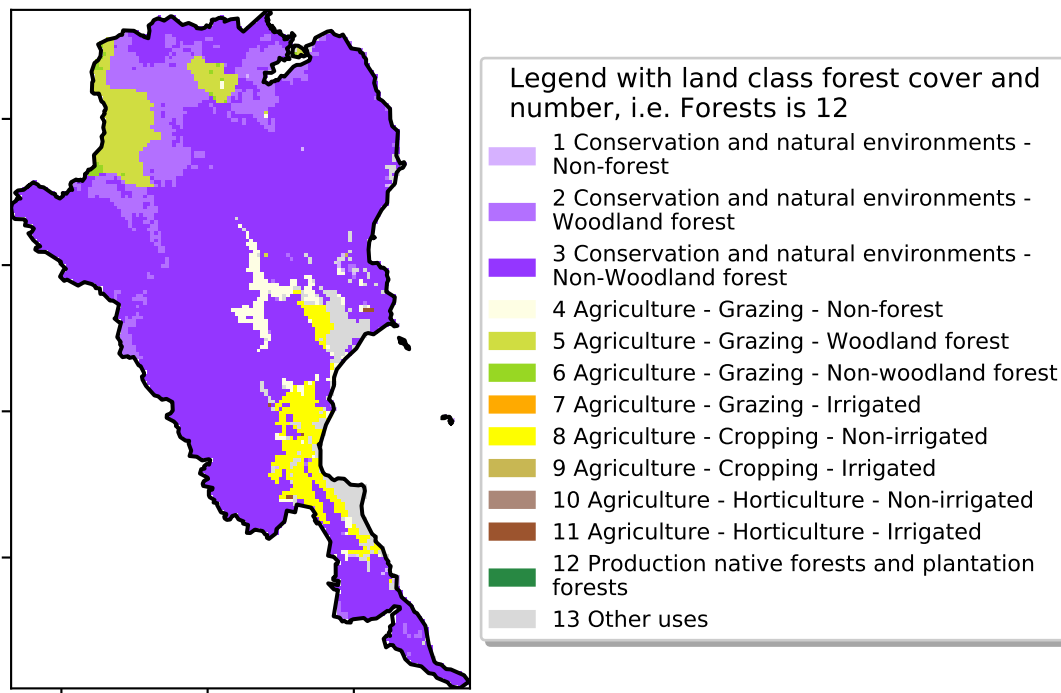 Legend with land class forest cover and
number, i.e. Forests is 12
1 Conservation and natural environments -
Non-forest
2 Conservation and natural environments -
Woodland forest
3 Conservation and natural environments -
Non-Woodland forest
4 Agriculture - Grazing - Non-forest
5 Agriculture - Grazing - Woodland forest
6 Agriculture - Grazing - Non-woodland forest
7 Agriculture - Grazing - Irrigated
8 Agriculture - Cropping - Non-irrigated
9 Agriculture - Cropping - Irrigated
10 Agriculture - Horticulture - Non-irrigated
11 Agriculture - Horticulture - Irrigated
12 Production native forests and plantation
forests
13 Other uses